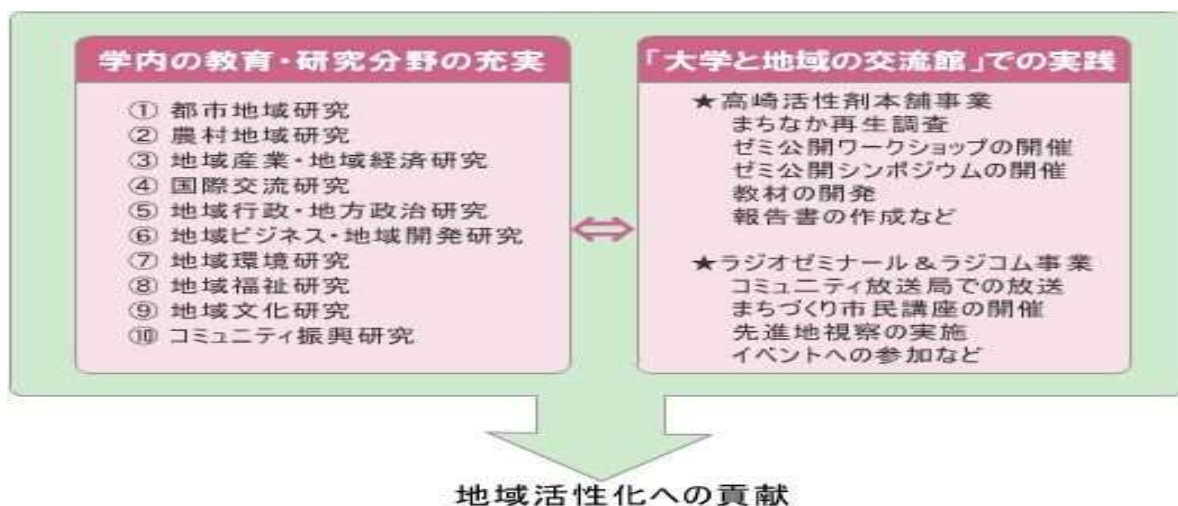 学内の教育・研究分野の充実
① 都市地域研究
② 農村地域研究
③ 地域産業・地域経済研究
④ 国際交流研究
⑤ 地域行政・地方政治研究
⑥ 地域ビジネス・地域開発研究
⑦ 地域環境研究
⑧ 地域福祉研究
⑨ 地域文化研究
⑩ コミュニティ振興研究
「大学と地域の交流館」での実践
★高崎活性剤本舗事業
まちなか再生調査
ゼミ公開ワークショップの開催
ゼミ公開シンポジウムの開催
教材の開発
報告書の作成など
★ラジオゼミナール&ラジコム事業
コミュニティ放送局での放送
まちづくり市民講座の開催
先進地視察の実施
イベントへの参加など
地域活性化への貢献